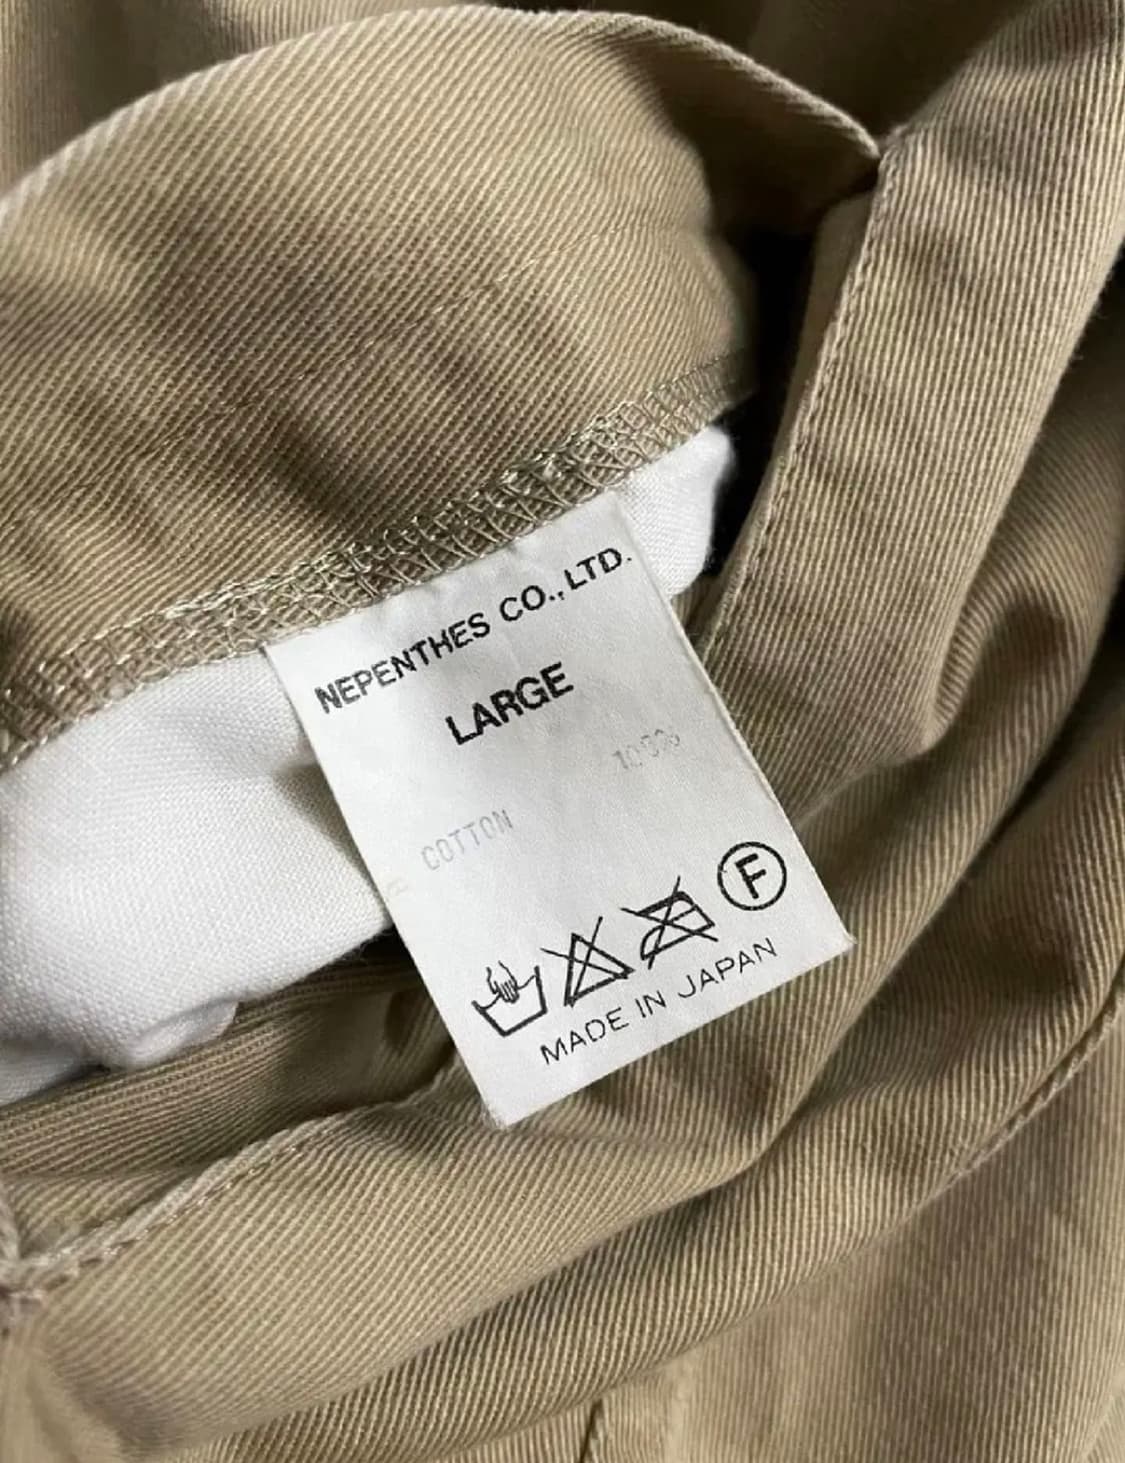 NEPENTHES CO.,LTD.
LARGE
COTTON 100%
F
MADE IN JAPAN